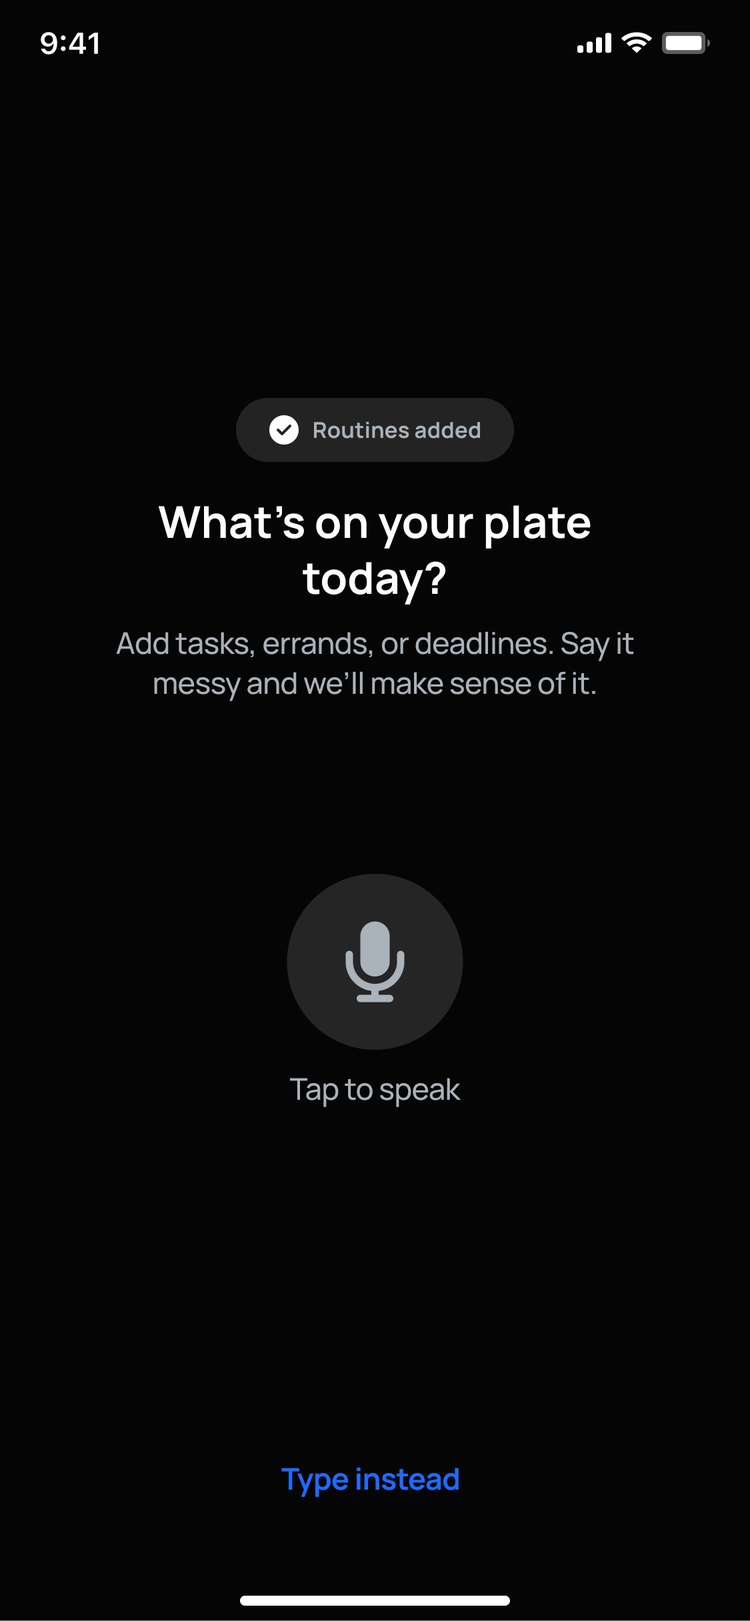 9:41
Routines added
What’s on your plate
today?
Add tasks, errands, or deadlines. Say it
messy and we’ll make sense of it.
Tap to speak
Type instead